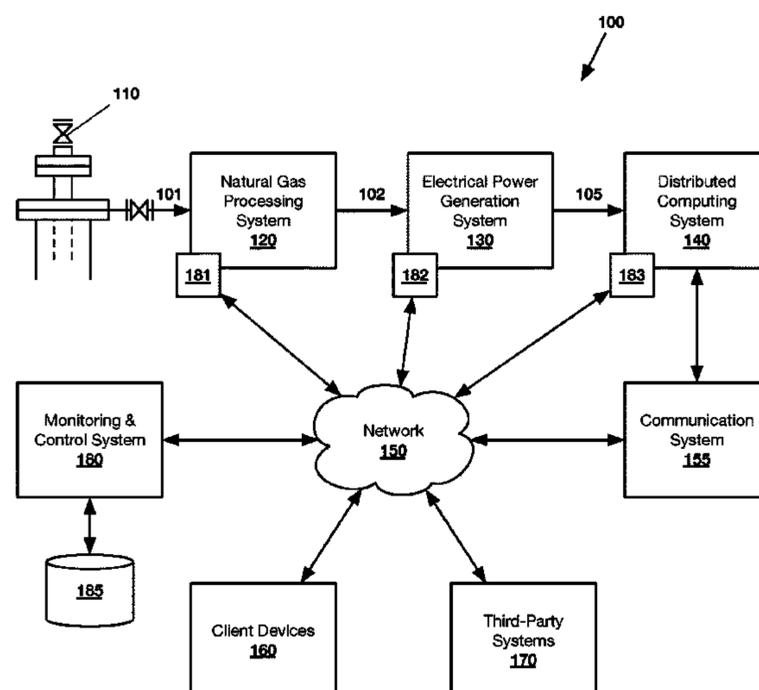 100
110
101
Natural Gas
Processing
System
120
102
Electrical Power
Generation
System
130
105
Distributed
Computing
System
140
181
182
183
Monitoring &
Control System
180
Network
150
Communication
System
155
185
Client Devices
160
Third-Party
Systems
170